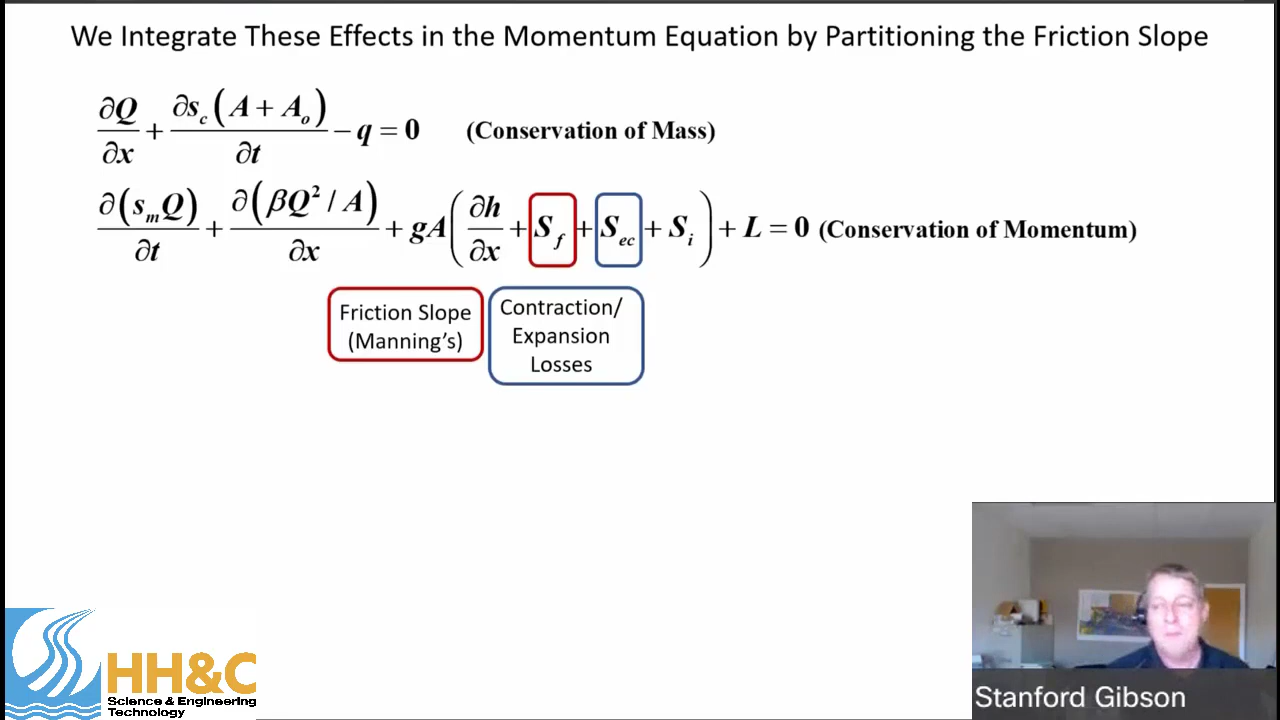 We Integrate These Effects in the Momentum Equation by Partitioning the Friction Slope
∂Q/∂x + ∂s_c(A + A_o)/∂t − q = 0 (Conservation of Mass)
∂(s_m Q)/∂t + ∂(βQ² / A)/∂x + gA(∂h/∂x + S_f + S_ec + S_i) + L = 0 (Conservation of Momentum)
Friction Slope
(Manning's)
Contraction/
Expansion
Losses
HH&C
Science & Engineering
Technology
Stanford Gibson